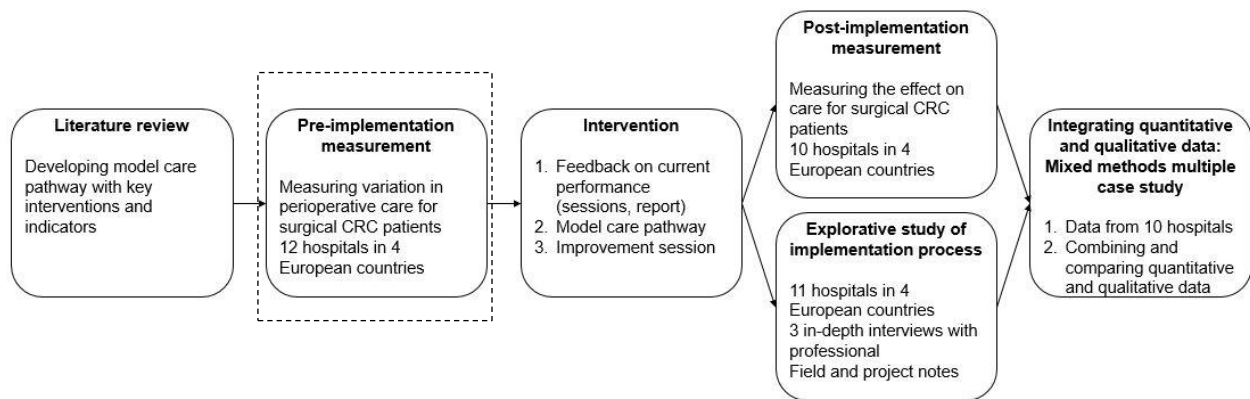 Literature review
Developing model care
pathway with key
interventions and
indicators
Pre-implementation
measurement
Measuring variation in
perioperative care for
surgical CRC patients
12 hospitals in 4
European countries
Intervention
1. Feedback on current
performance
(sessions, report)
2. Model care pathway
3. Improvement session
Post-implementation
measurement
Measuring the effect on
care for surgical CRC
patients
10 hospitals in 4
European countries
Explorative study of
implementation process
11 hospitals in 4
European countries
3 in-depth interviews with
professional
Field and project notes
Integrating quantitative
and qualitative data:
Mixed methods multiple
case study
1. Data from 10 hospitals
2. Combining and
comparing quantitative
and qualitative data